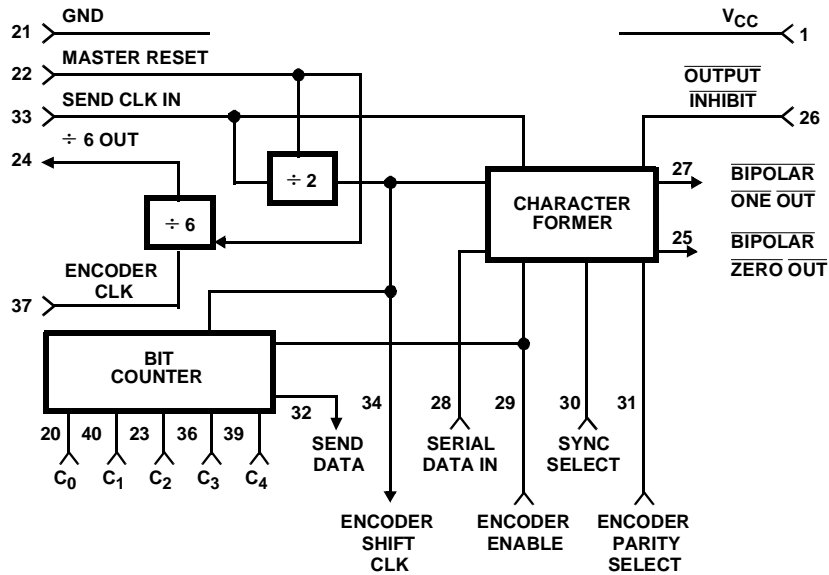 21 GND
V_CC 1
22 MASTER RESET
33 SEND CLK IN
OUTPUT
INHIBIT 26
÷ 6 OUT
24
÷ 2
÷ 6
CHARACTER
FORMER
27 BIPOLAR
ONE OUT
25 BIPOLAR
ZERO OUT
ENCODER
CLK
37
BIT
COUNTER
20 40 23 36 39
C0 C1 C2 C3 C4
32
SEND
DATA
34
ENCODER
SHIFT
CLK
28
SERIAL
DATA IN
29
ENCODER
ENABLE
30
SYNC
SELECT
31
ENCODER
PARITY
SELECT